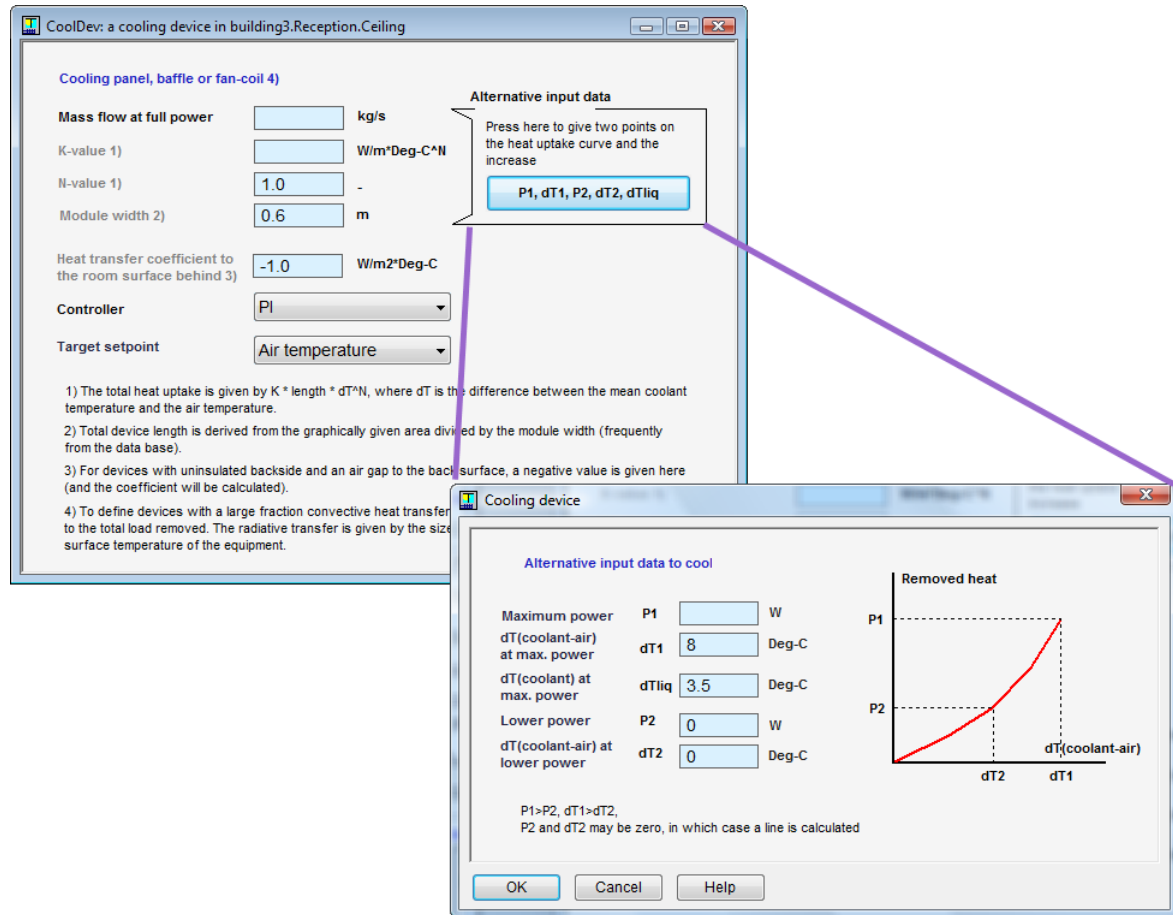 CoolDev: a cooling device in building3.Reception.Ceiling
Cooling panel, baffle or fan-coil 4)
Mass flow at full power kg/s
K-value 1) W/m*Deg-C^N
N-value 1) 1.0 -
Module width 2) 0.6 m
Heat transfer coefficient to
the room surface behind 3) -1.0 W/m2*Deg-C
Controller PI
Target setpoint Air temperature
Alternative input data
Press here to give two points on
the heat uptake curve and the
increase
P1, dT1, P2, dT2, dTliq
1) The total heat uptake is given by K * length * dT^N, where dT is the difference between the mean coolant
temperature and the air temperature.
2) Total device length is derived from the graphically given area divided by the module width (frequently
from the data base).
3) For devices with uninsulated backside and an air gap to the back surface, a negative value is given here
(and the coefficient will be calculated).
4) To define devices with a large fraction convective heat transfer
to the total load removed. The radiative transfer is given by the size
surface temperature of the equipment.
Cooling device
Alternative input data to cool
Maximum power P1 W
dT(coolant-air)
at max. power dT1 8 Deg-C
dT(coolant) at
max. power dTliq 3.5 Deg-C
Lower power P2 0 W
dT(coolant-air) at
lower power dT2 0 Deg-C
P1>P2, dT1>dT2,
P2 and dT2 may be zero, in which case a line is calculated
Removed heat
P1
P2
dT(coolant-air)
dT2 dT1
OK Cancel Help